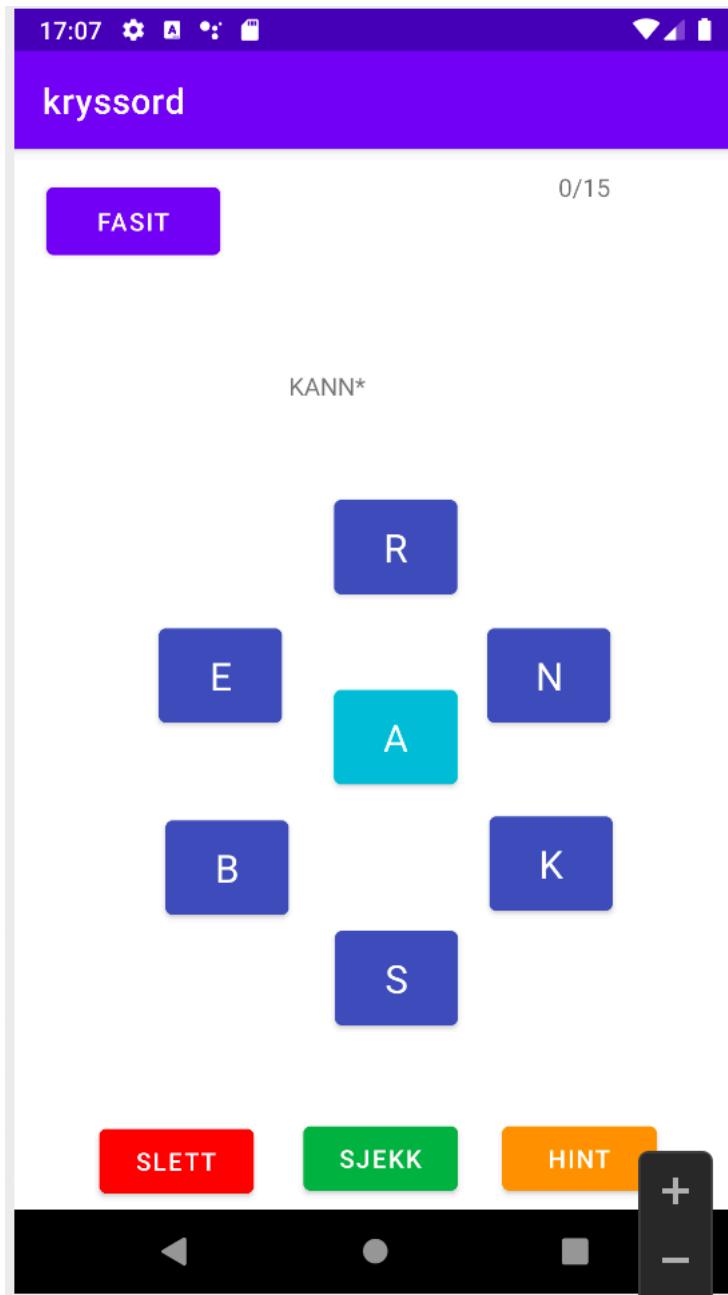 17:07
kryssord
0/15
FASIT
KANN*
R
E N
A
B K
S
SLETT SJEKK HINT
+
−